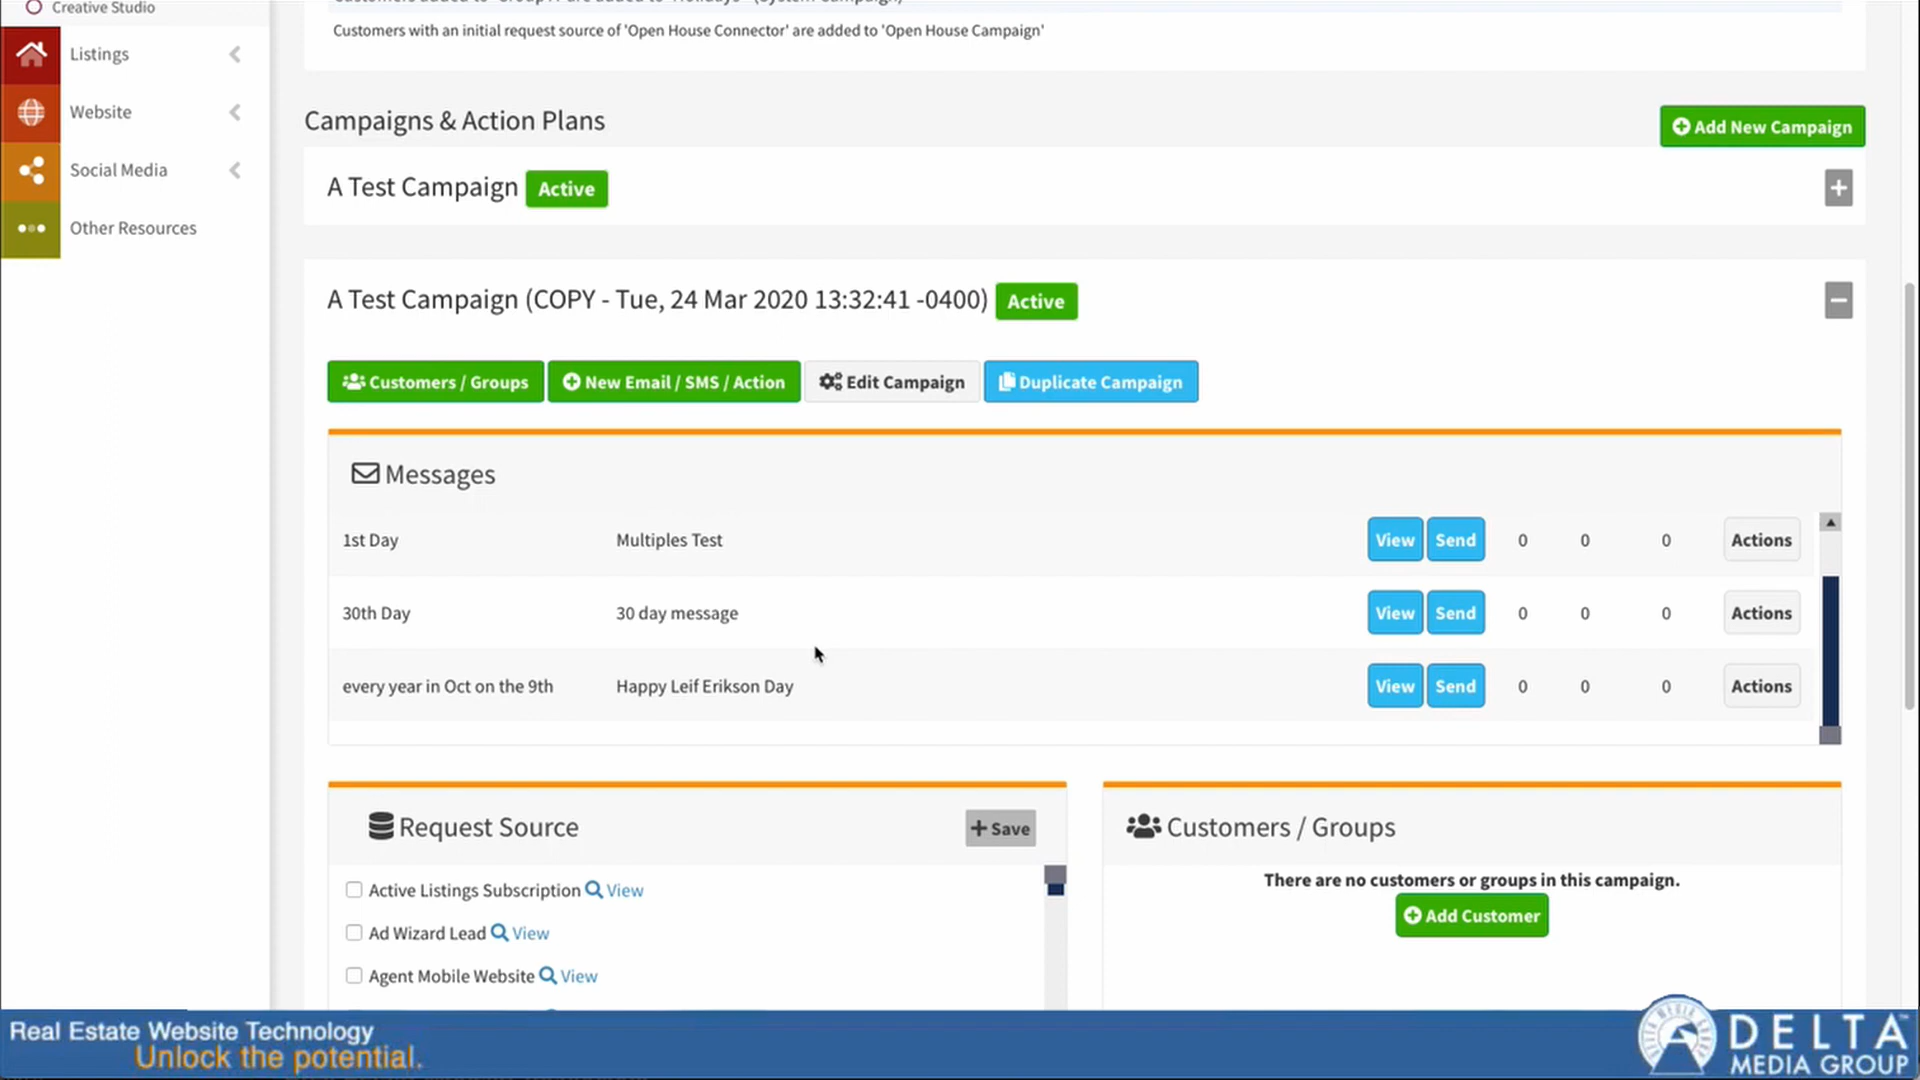 Creative Studio
Customers with an initial request source of 'Open House Connector' are added to 'Open House Campaign'
Listings
Website
Social Media
Other Resources
Campaigns & Action Plans
Add New Campaign
A Test Campaign Active
A Test Campaign (COPY - Tue, 24 Mar 2020 13:32:41 -0400) Active
Customers / Groups New Email / SMS / Action Edit Campaign Duplicate Campaign
Messages
1st Day Multiples Test View Send 0 0 0 Actions
30th Day 30 day message View Send 0 0 0 Actions
every year in Oct on the 9th Happy Leif Erikson Day View Send 0 0 0 Actions
Request Source
+ Save
Active Listings Subscription View
Ad Wizard Lead View
Agent Mobile Website View
Customers / Groups
There are no customers or groups in this campaign.
Add Customer
Real Estate Website Technology
Unlock the potential.
DELTA
MEDIA GROUP